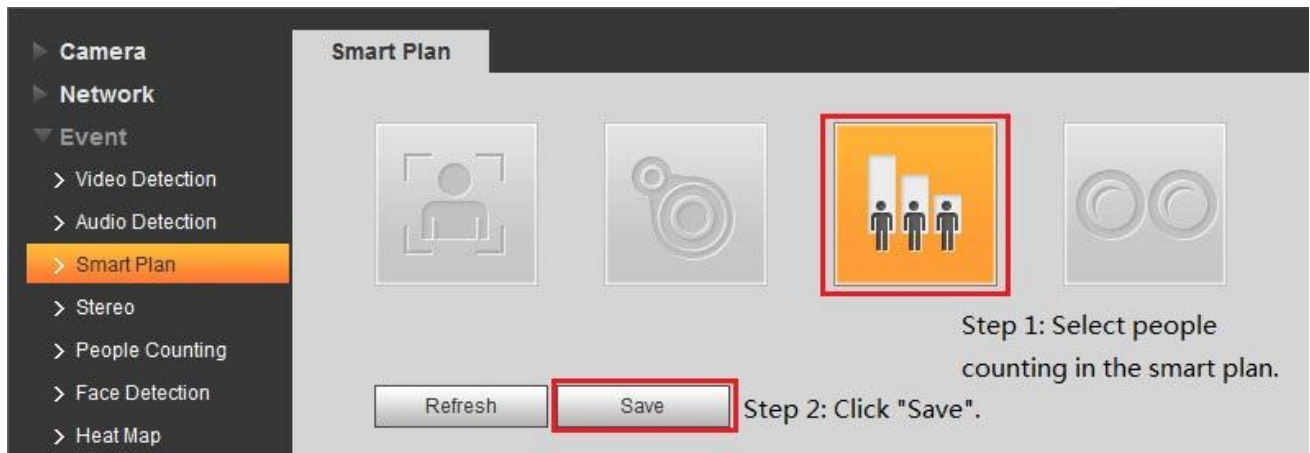 Camera
Network
Event
Video Detection
Audio Detection
Smart Plan
Stereo
People Counting
Face Detection
Heat Map
Smart Plan
Step 1: Select people
counting in the smart plan.
Refresh
Save
Step 2: Click "Save".